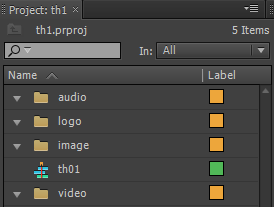 Project: th1
th1.prproj
5 Items
In: All
Name
Label
audio
logo
image
th01
video